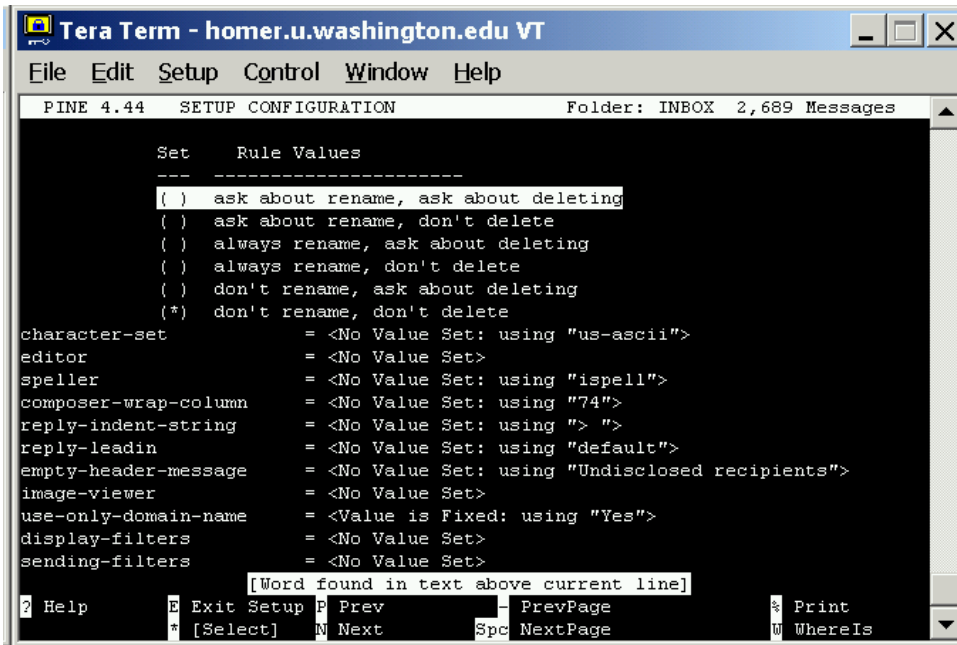 Tera Term - homer.u.washington.edu VT
File Edit Setup Control Window Help
PINE 4.44 SETUP CONFIGURATION Folder: INBOX 2,689 Messages
Set Rule Values
--- ----------------------
( ) ask about rename, ask about deleting
( ) ask about rename, don't delete
( ) always rename, ask about deleting
( ) always rename, don't delete
( ) don't rename, ask about deleting
(*) don't rename, don't delete
character-set = <No Value Set: using "us-ascii">
editor = <No Value Set>
speller = <No Value Set: using "ispell">
composer-wrap-column = <No Value Set: using "74">
reply-indent-string = <No Value Set: using "> ">
reply-leadin = <No Value Set: using "default">
empty-header-message = <No Value Set: using "Undisclosed recipients">
image-viewer = <No Value Set>
use-only-domain-name = <Value is Fixed: using "Yes">
display-filters = <No Value Set>
sending-filters = <No Value Set>
[Word found in text above current line]
? Help E Exit Setup P Prev - PrevPage % Print
* [Select] N Next Spc NextPage W WhereIs